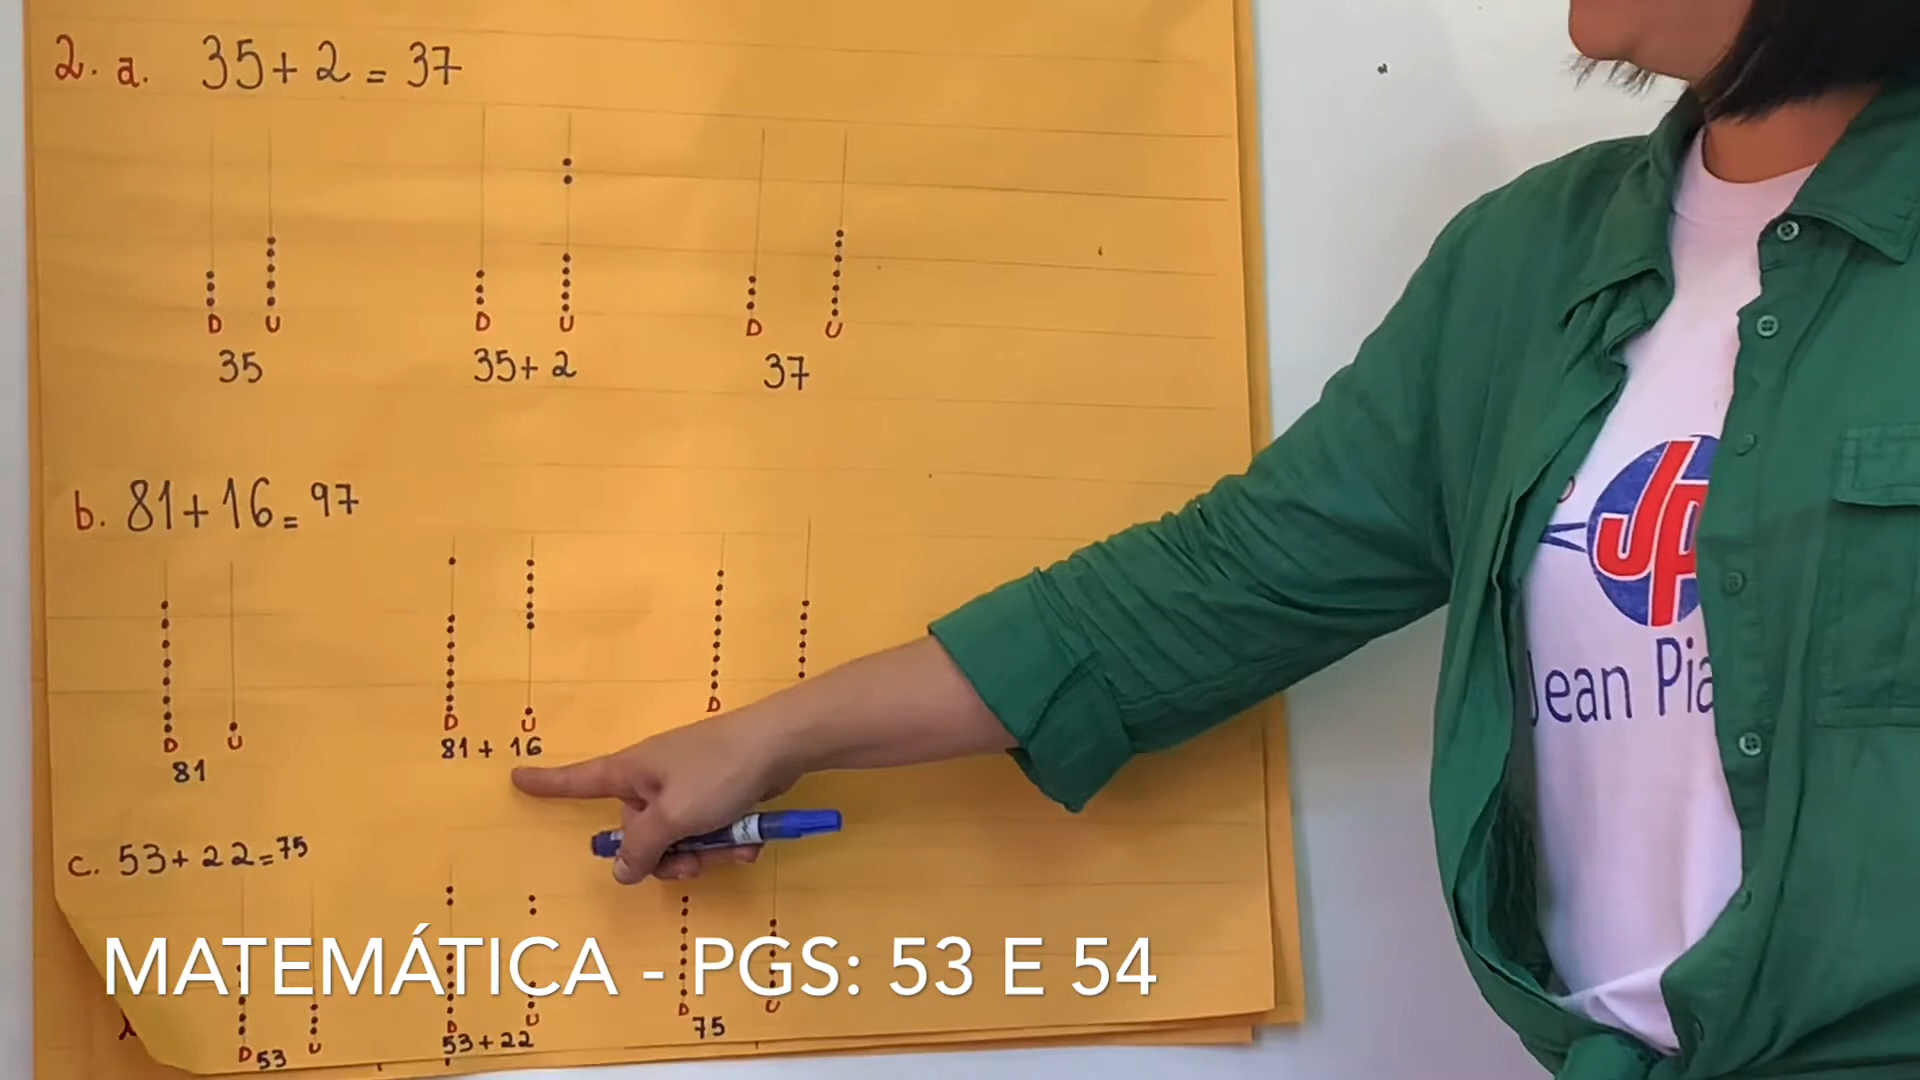 2. a. 35 + 2 = 37
D U D U D U
35 35 + 2 37
b. 81 + 16 = 97
D U D U D
81 81 + 16
c. 53 + 22 = 75
D U D U D U
53 53 + 22 75
MATEMÁTICA - PGS: 53 E 54
JP
Jean Pia